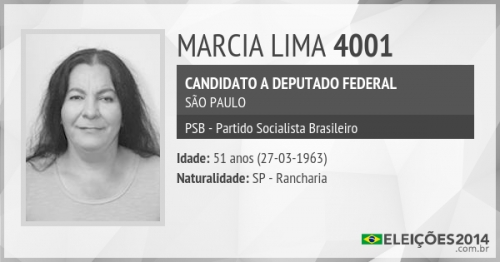 MARCIA LIMA 4001
CANDIDATO A DEPUTADO FEDERAL
SÃO PAULO
PSB - Partido Socialista Brasileiro
Idade: 51 anos (27-03-1963)
Naturalidade: SP - Rancharia
ELEIÇÕES2014
.com.br